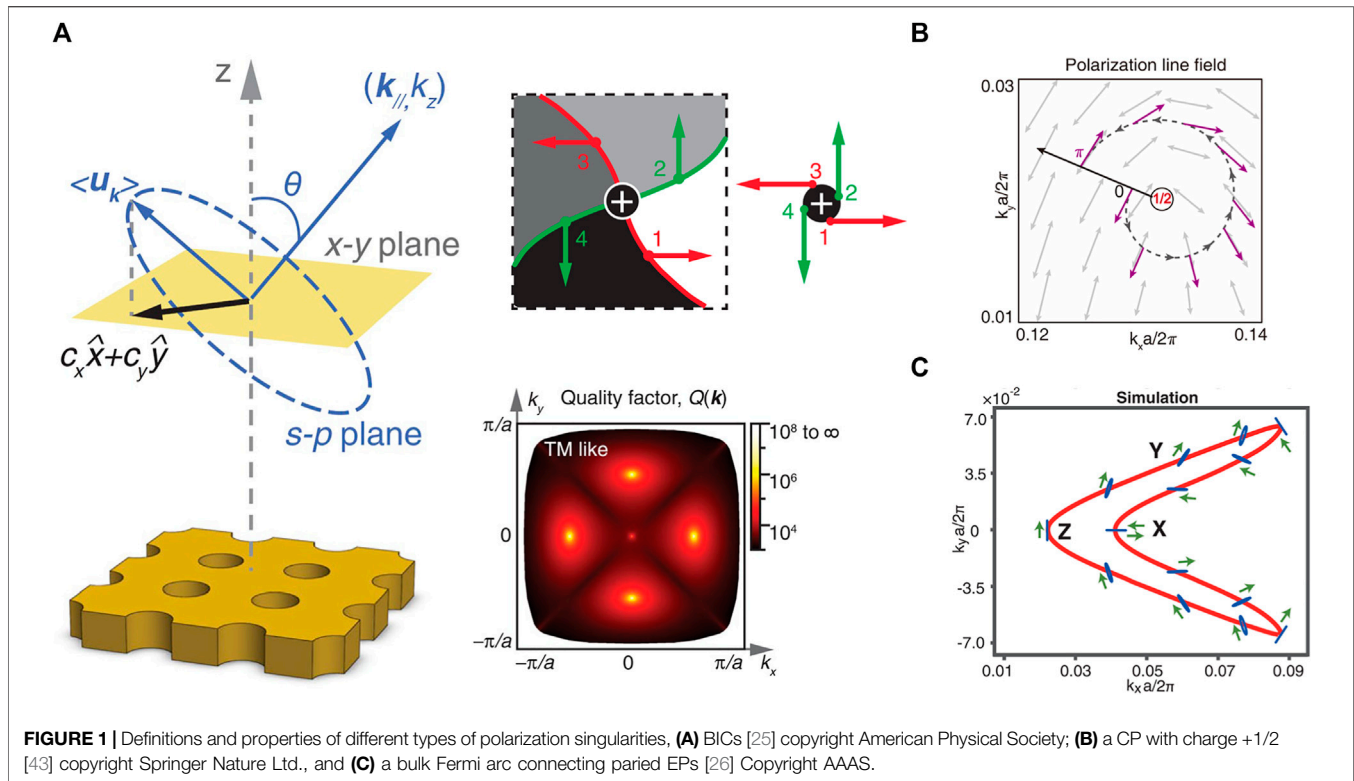 A
z
(k//,kz)
<uk>
θ
x-y plane
cxx̂+cyŷ
s-p plane
3
2
4
1
+
3
2
4
1
+
ky
Quality factor, Q(k)
π/a
TM like
10⁸ to ∞
10⁶
10⁴
0
−π/a
−π/a
0
π/a
kx
B
Polarization line field
0.03
kya/2π
π
0
1/2
0.01
0.12
kxa/2π
0.14
C
×10⁻²
Simulation
7.0
Y
3.5
kya/2π
0
Z
X
-3.5
-7.0
0.01
0.03
0.05
0.07
0.09
kxa/2π
FIGURE 1 | Definitions and properties of different types of polarization singularities, (A) BICs [25] copyright American Physical Society; (B) a CP with charge +1/2
[43] copyright Springer Nature Ltd., and (C) a bulk Fermi arc connecting paried EPs [26] Copyright AAAS.